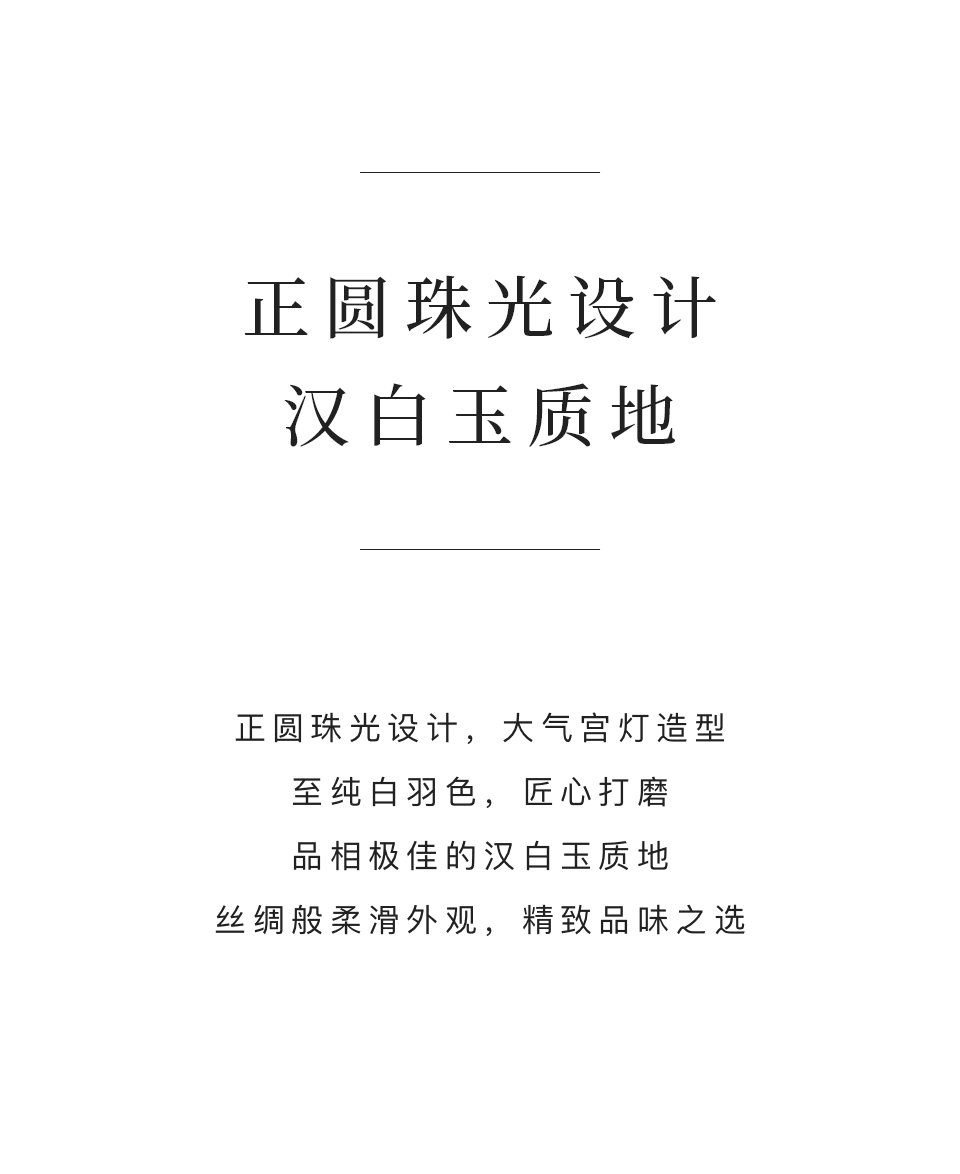 正圆珠光设计
汉白玉质地
正圆珠光设计，大气宫灯造型
至纯白羽色，匠心打磨
品相极佳的汉白玉质地
丝绸般柔滑外观，精致品味之选